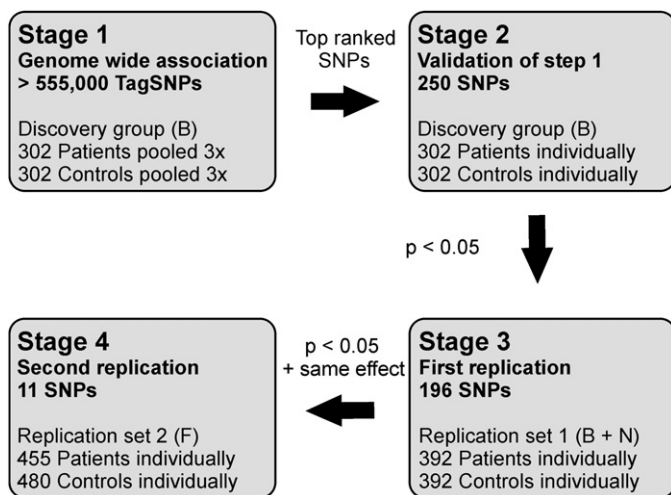 Stage 1
Genome wide association
> 555,000 TagSNPs
Discovery group (B)
302 Patients pooled 3x
302 Controls pooled 3x
Top ranked
SNPs
Stage 2
Validation of step 1
250 SNPs
Discovery group (B)
302 Patients individually
302 Controls individually
p < 0.05
Stage 3
First replication
196 SNPs
Replication set 1 (B + N)
392 Patients individually
392 Controls individually
p < 0.05
+ same effect
Stage 4
Second replication
11 SNPs
Replication set 2 (F)
455 Patients individually
480 Controls individually